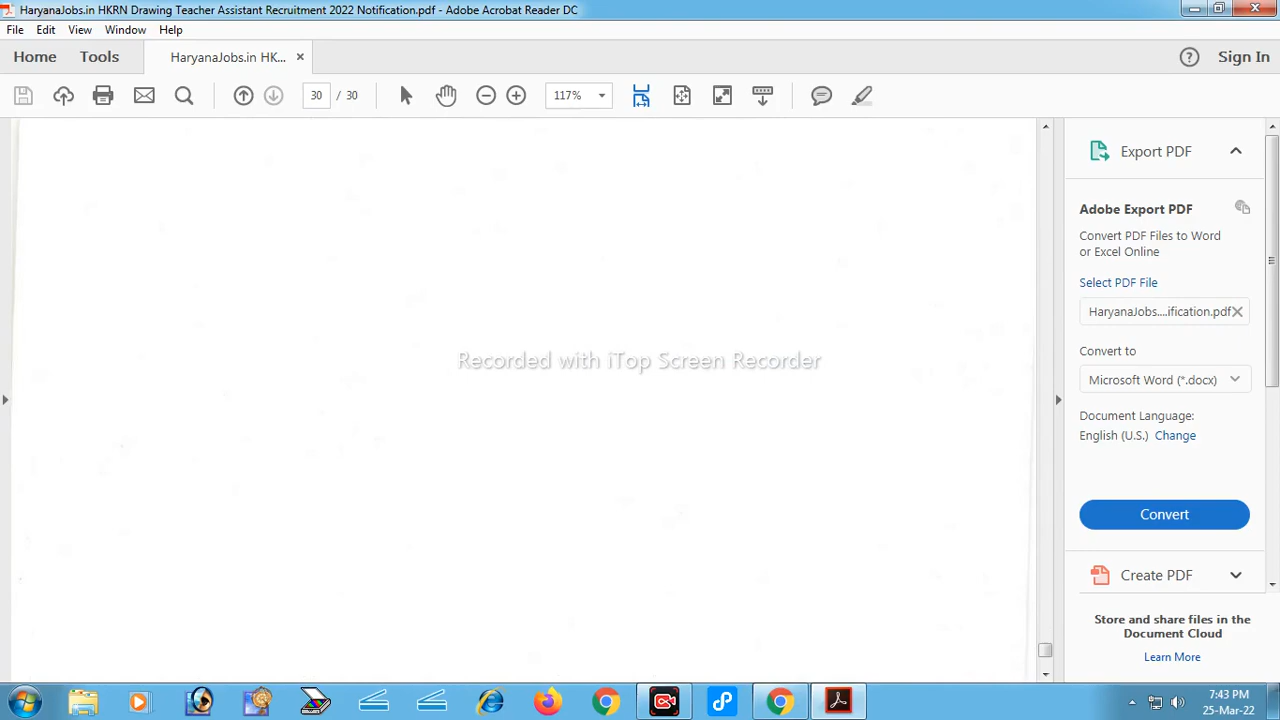 HaryanaJobs.in HKRN Drawing Teacher Assistant Recruitment 2022 Notification.pdf - Adobe Acrobat Reader DC
File Edit View Window Help
Home Tools HaryanaJobs.in HK... × Sign In
30 / 30 117%
Export PDF
Adobe Export PDF
Convert PDF Files to Word
or Excel Online
Select PDF File
HaryanaJobs....ification.pdf
Recorded with iTop Screen Recorder
Convert to
Microsoft Word (*.docx)
Document Language:
English (U.S.) Change
Convert
Create PDF
Store and share files in the
Document Cloud
Learn More
7:43 PM
25-Mar-22